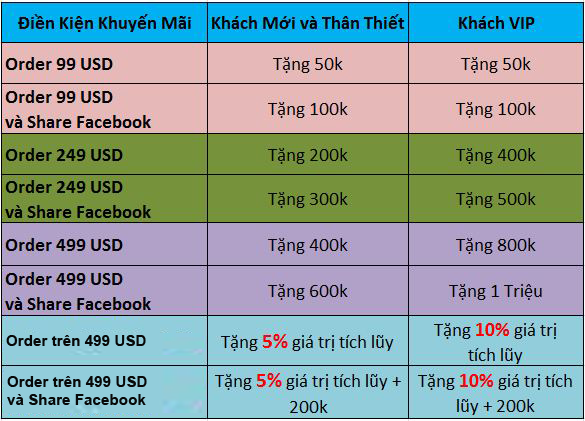 Điền Kiện Khuyến Mãi Khách Mới và Thân Thiết Khách VIP
Order 99 USD Tặng 50k Tặng 50k
Order 99 USD
và Share Facebook Tặng 100k Tặng 100k
Order 249 USD Tặng 200k Tặng 400k
Order 249 USD
và Share Facebook Tặng 300k Tặng 500k
Order 499 USD Tặng 400k Tặng 800k
Order 499 USD
và Share Facebook Tặng 600k Tặng 1 Triệu
Order trên 499 USD Tặng 5% giá trị tích lũy Tặng 10% giá trị
tích lũy
Order trên 499 USD
và Share Facebook Tặng 5% giá trị tích lũy +
200k Tặng 10% giá trị tích
lũy + 200k